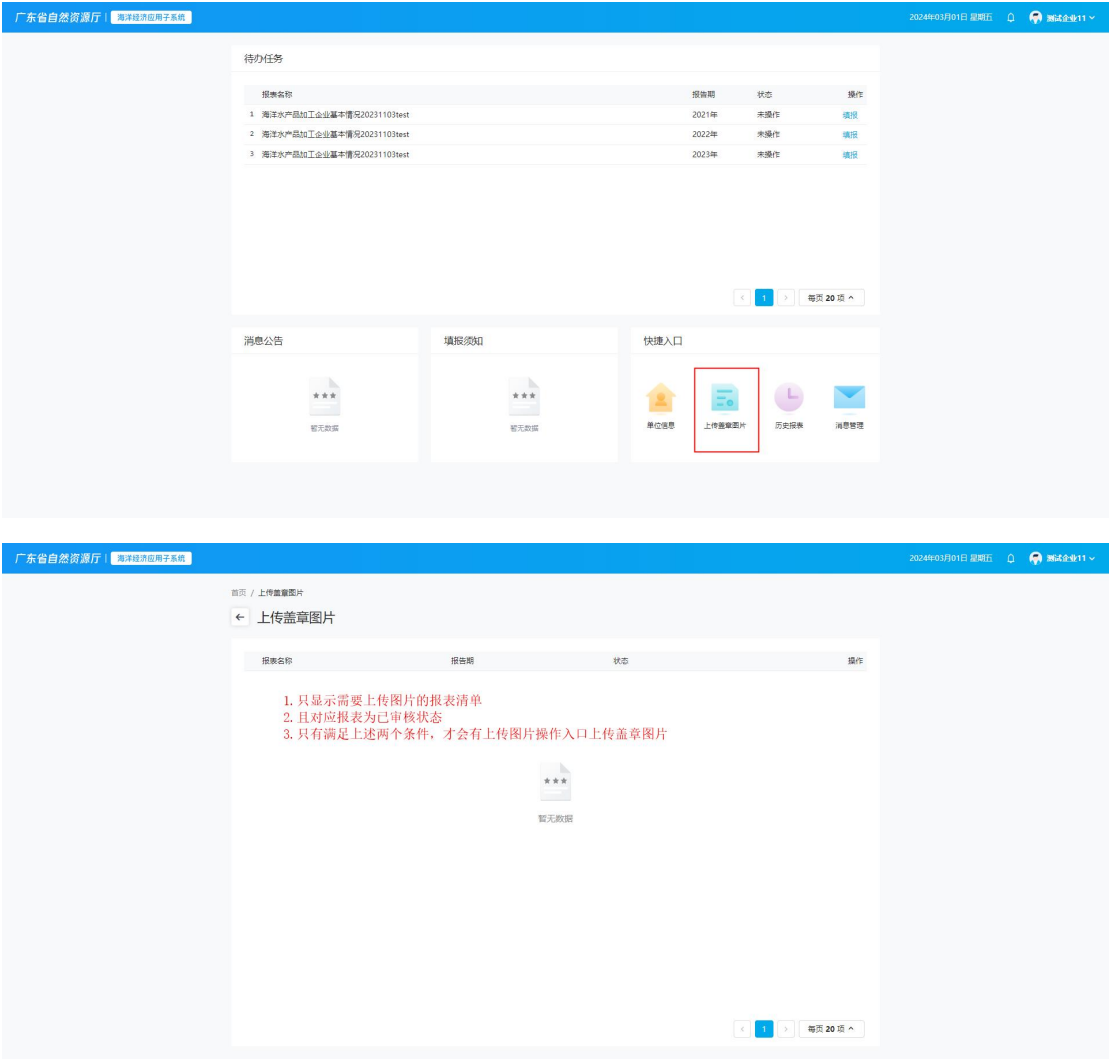 广东省自然资源厅 | 海洋经济应用子系统 2024年03月01日 星期五 测试企业11
待办任务
报表名称 报告期 状态 操作
1 海洋水产品加工企业基本情况20231103test 2021年 未操作 填报
2 海洋水产品加工企业基本情况20231103test 2022年 未操作 填报
3 海洋水产品加工企业基本情况20231103test 2023年 未操作 填报
< 1 > 每页 20 项
消息公告 填报须知 快捷入口
暂无数据 暂无数据 单位信息 上传盖章图片 历史报表 消息管理
广东省自然资源厅 | 海洋经济应用子系统 2024年03月01日 星期五 测试企业11
首页 / 上传盖章图片
← 上传盖章图片
报表名称 报告期 状态 操作
1. 只显示需要上传图片的报表清单
2. 且对应报表为已审核状态
3. 只有满足上述两个条件，才会有上传图片操作入口上传盖章图片
暂无数据
< 1 > 每页 20 项